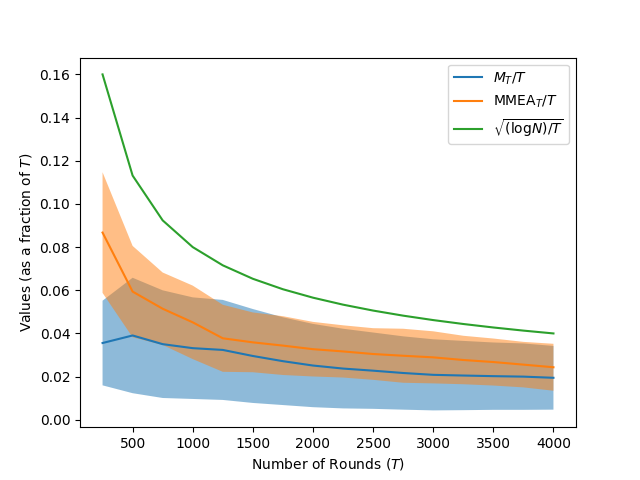 0.16
0.14
0.12
0.10
0.08
0.06
0.04
0.02
0.00
Values (as a fraction of T)
500 1000 1500 2000 2500 3000 3500 4000
Number of Rounds (T)
M_T/T
MMEA_T/T
√(log N)/T